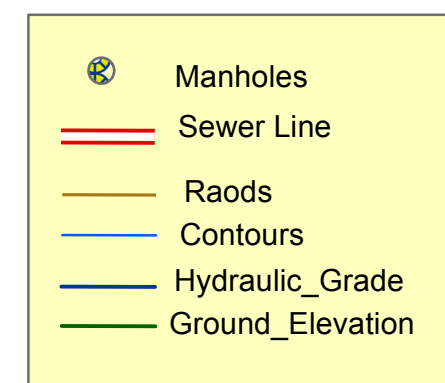 Manholes
Sewer Line
Raods
Contours
Hydraulic_Grade
Ground_Elevation